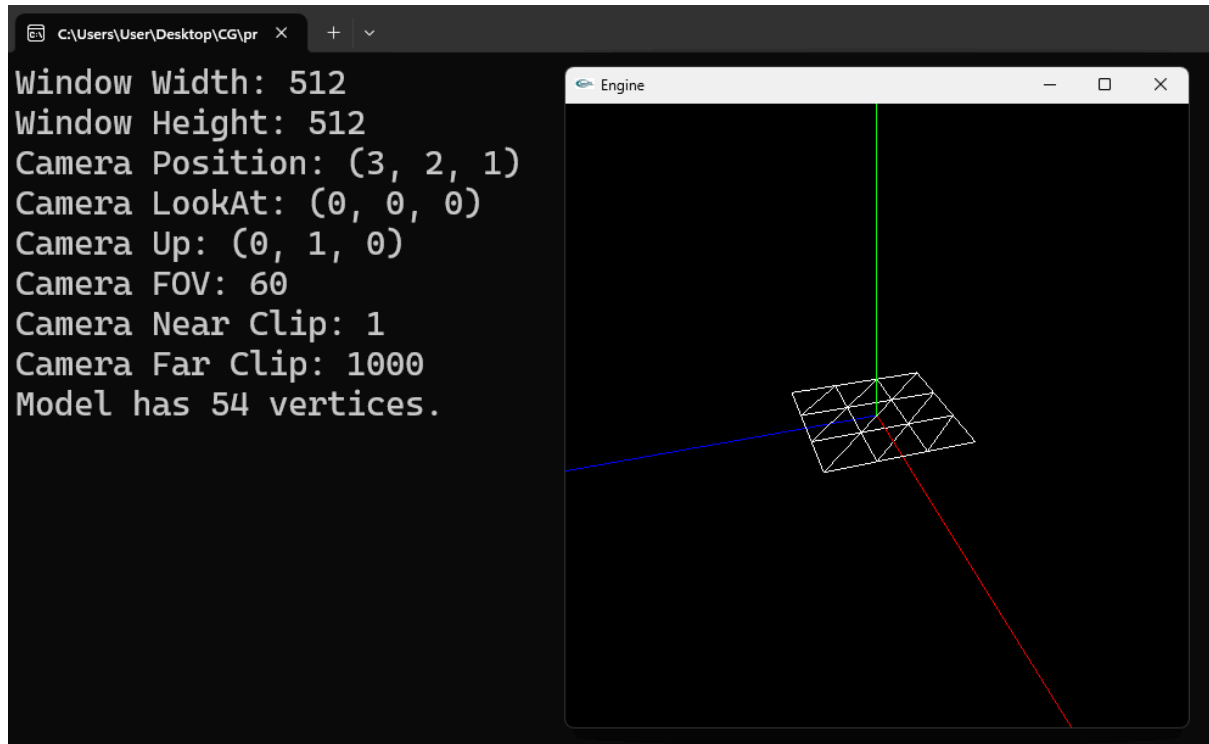 C:\Users\User\Desktop\CG\pr
Window Width: 512
Window Height: 512
Camera Position: (3, 2, 1)
Camera LookAt: (0, 0, 0)
Camera Up: (0, 1, 0)
Camera FOV: 60
Camera Near Clip: 1
Camera Far Clip: 1000
Model has 54 vertices.
Engine